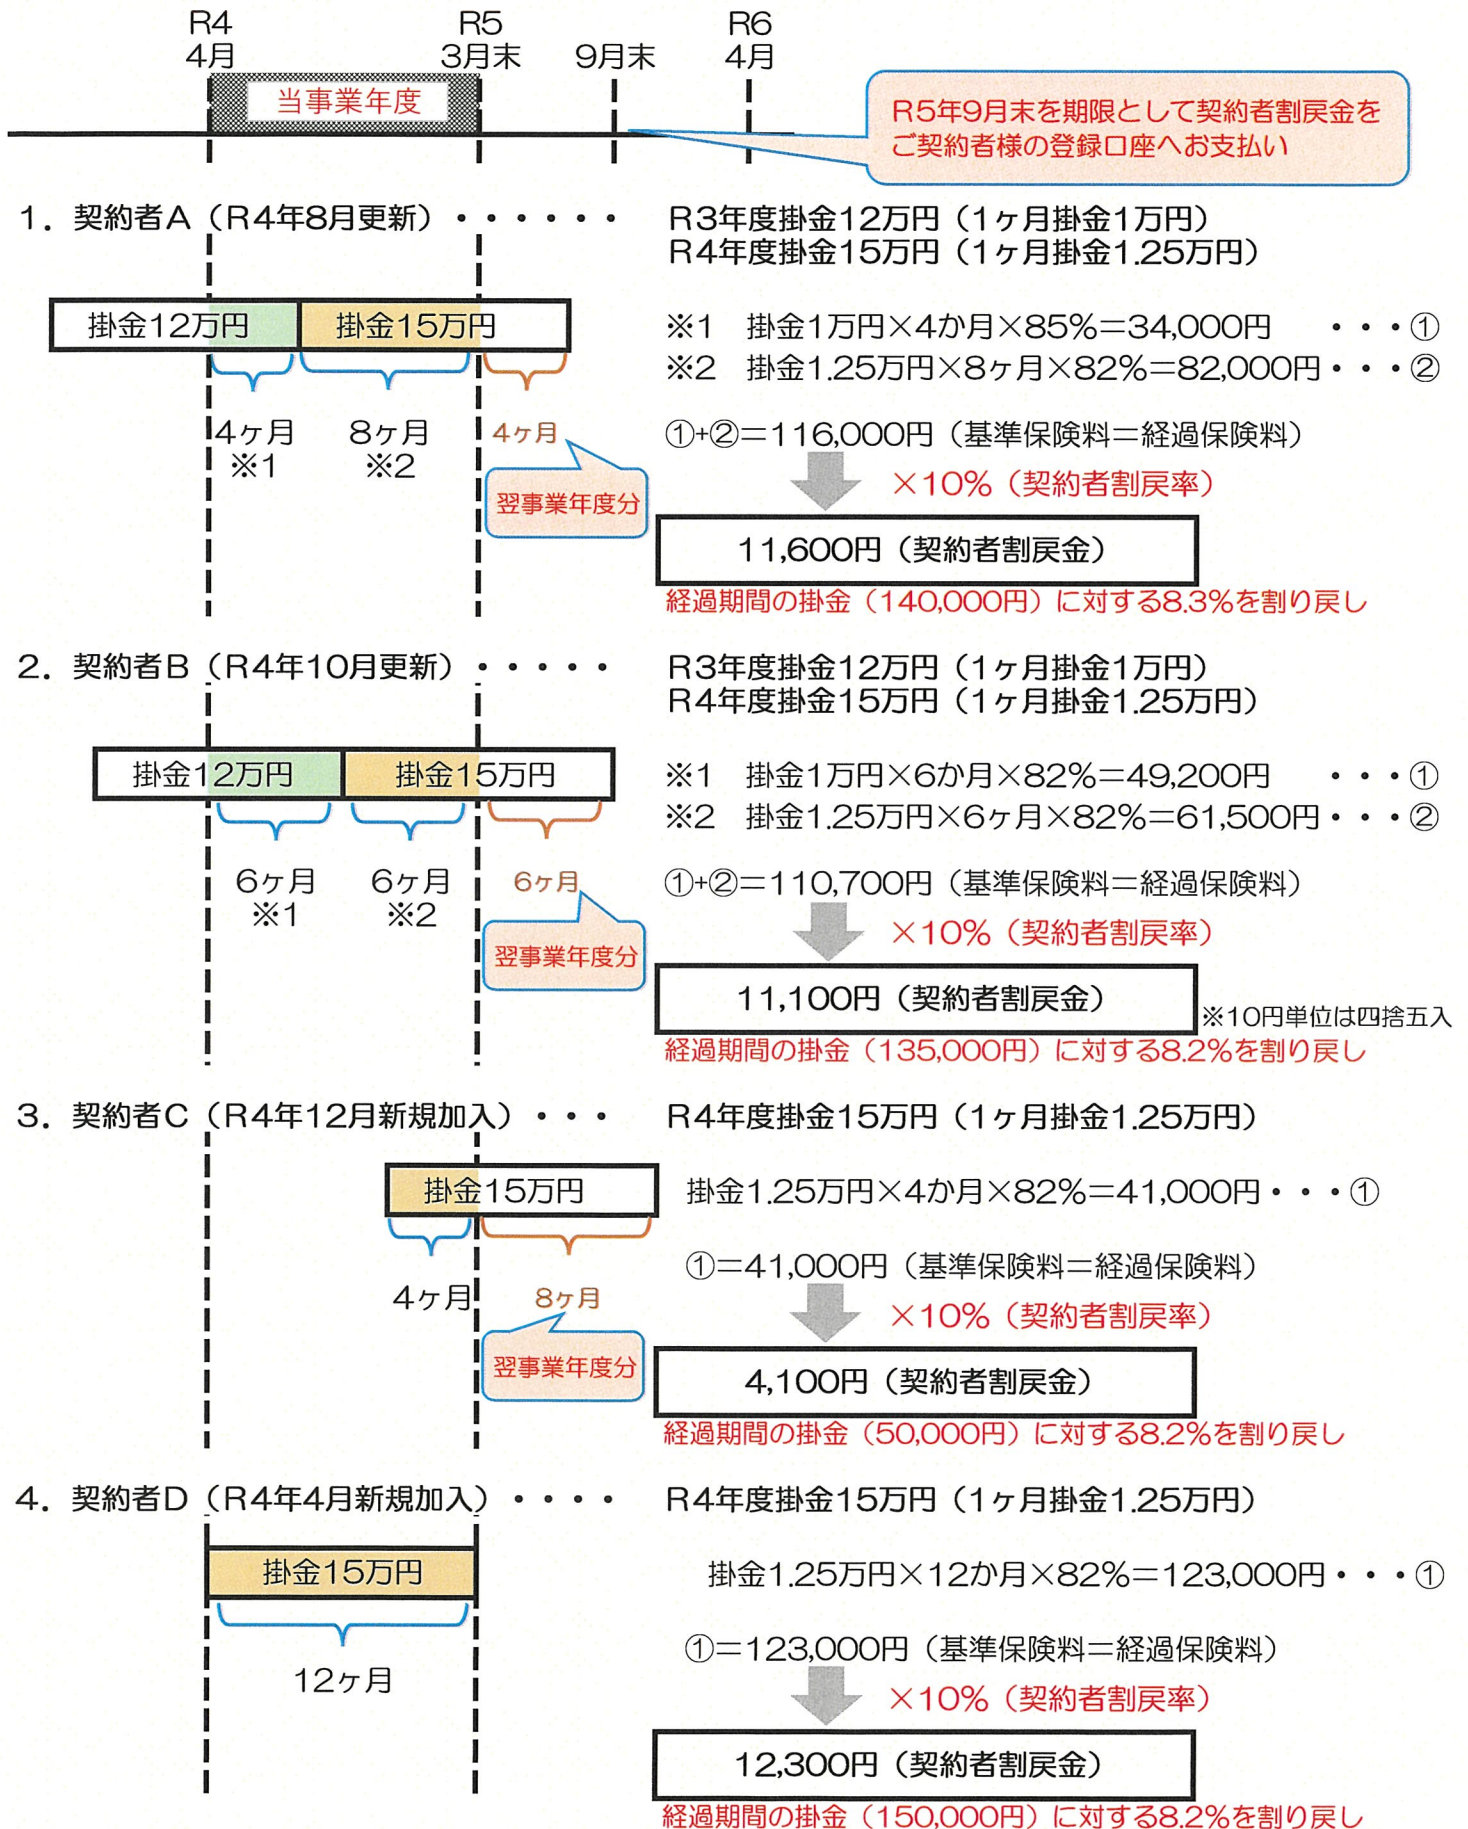 R4
4月
R5
3月末
9月末
R6
4月
当事業年度
R5年9月末を期限として契約者割戻金を
ご契約者様の登録口座へお支払い
1．契約者A（R4年8月更新）・・・・・・
R3年度掛金12万円（1ヶ月掛金1万円）
R4年度掛金15万円（1ヶ月掛金1.25万円）
掛金12万円
掛金15万円
※1 掛金1万円×4か月×85%＝34,000円 ・・・①
※2 掛金1.25万円×8ヶ月×82%＝82,000円・・・②
4ヶ月
※1
8ヶ月
※2
4ヶ月
翌事業年度分
①+②＝116,000円（基準保険料＝経過保険料）
×10%（契約者割戻率）
11,600円（契約者割戻金）
経過期間の掛金（140,000円）に対する8.3%を割り戻し
2．契約者B（R4年10月更新）・・・・・
R3年度掛金12万円（1ヶ月掛金1万円）
R4年度掛金15万円（1ヶ月掛金1.25万円）
掛金12万円
掛金15万円
※1 掛金1万円×6か月×82%＝49,200円 ・・・①
※2 掛金1.25万円×6ヶ月×82%＝61,500円・・・②
6ヶ月
※1
6ヶ月
※2
6ヶ月
翌事業年度分
①+②＝110,700円（基準保険料＝経過保険料）
×10%（契約者割戻率）
11,100円（契約者割戻金）
※10円単位は四捨五入
経過期間の掛金（135,000円）に対する8.2%を割り戻し
3．契約者C（R4年12月新規加入）・・・
R4年度掛金15万円（1ヶ月掛金1.25万円）
掛金15万円
掛金1.25万円×4か月×82%＝41,000円・・・①
4ヶ月
8ヶ月
翌事業年度分
①＝41,000円（基準保険料＝経過保険料）
×10%（契約者割戻率）
4,100円（契約者割戻金）
経過期間の掛金（50,000円）に対する8.2%を割り戻し
4．契約者D（R4年4月新規加入）・・・・
R4年度掛金15万円（1ヶ月掛金1.25万円）
掛金15万円
掛金1.25万円×12か月×82%＝123,000円・・・①
12ヶ月
①＝123,000円（基準保険料＝経過保険料）
×10%（契約者割戻率）
12,300円（契約者割戻金）
経過期間の掛金（150,000円）に対する8.2%を割り戻し